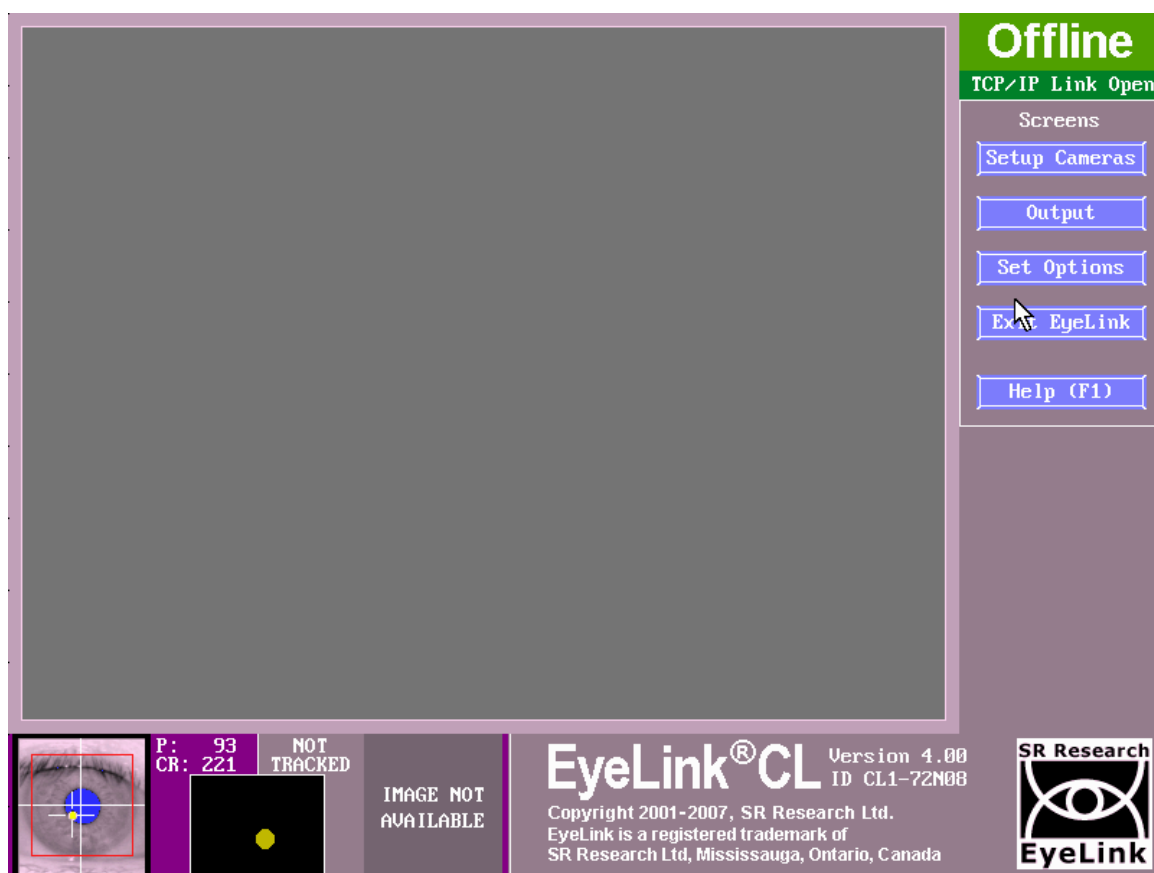 Offline
TCP/IP Link Open
Screens
Setup Cameras
Output
Set Options
Exit EyeLink
Help (F1)
P: 93
CR: 221
NOT
TRACKED
IMAGE NOT
AVAILABLE
EyeLink®CL
Version 4.00
ID CL1-72N08
Copyright 2001-2007, SR Research Ltd.
EyeLink is a registered trademark of
SR Research Ltd, Mississauga, Ontario, Canada
SR Research
EyeLink